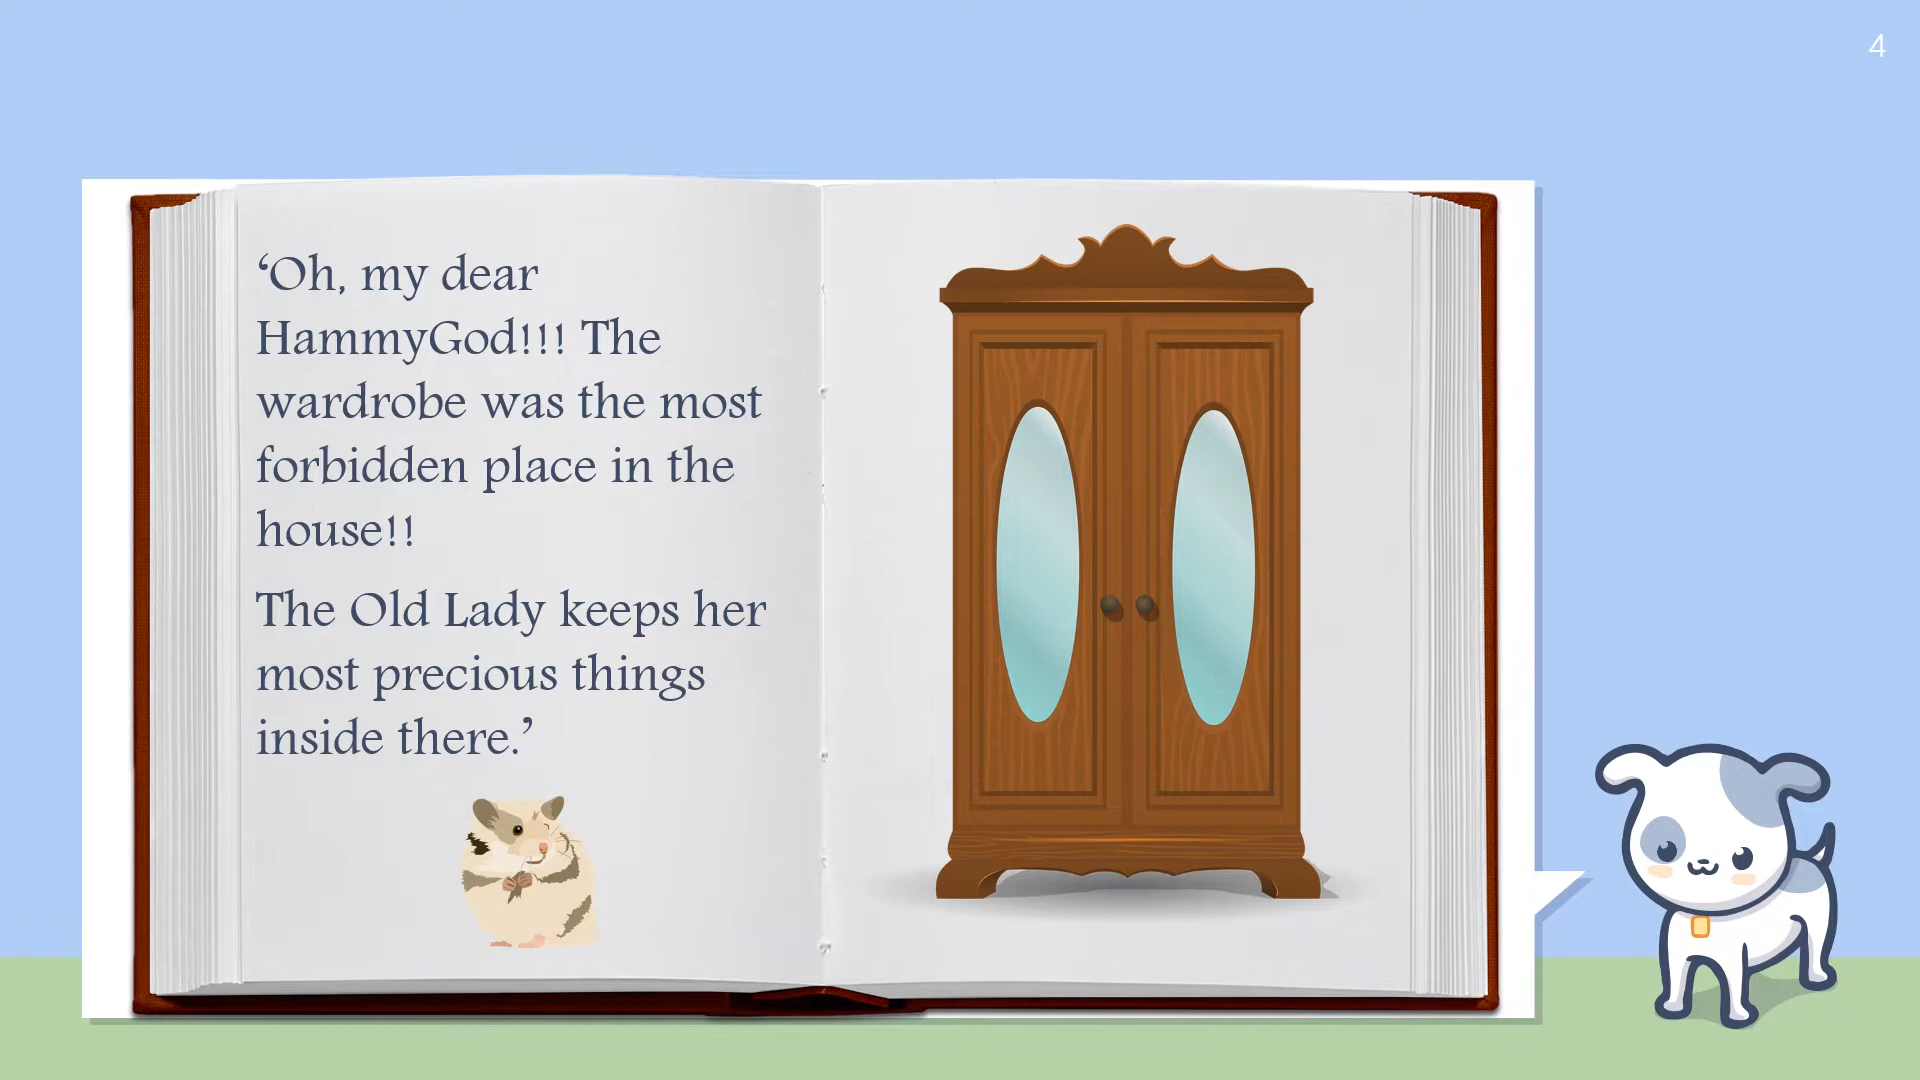 4
‘Oh, my dear
HammyGod!!! The
wardrobe was the most
forbidden place in the
house!!
The Old Lady keeps her
most precious things
inside there.’